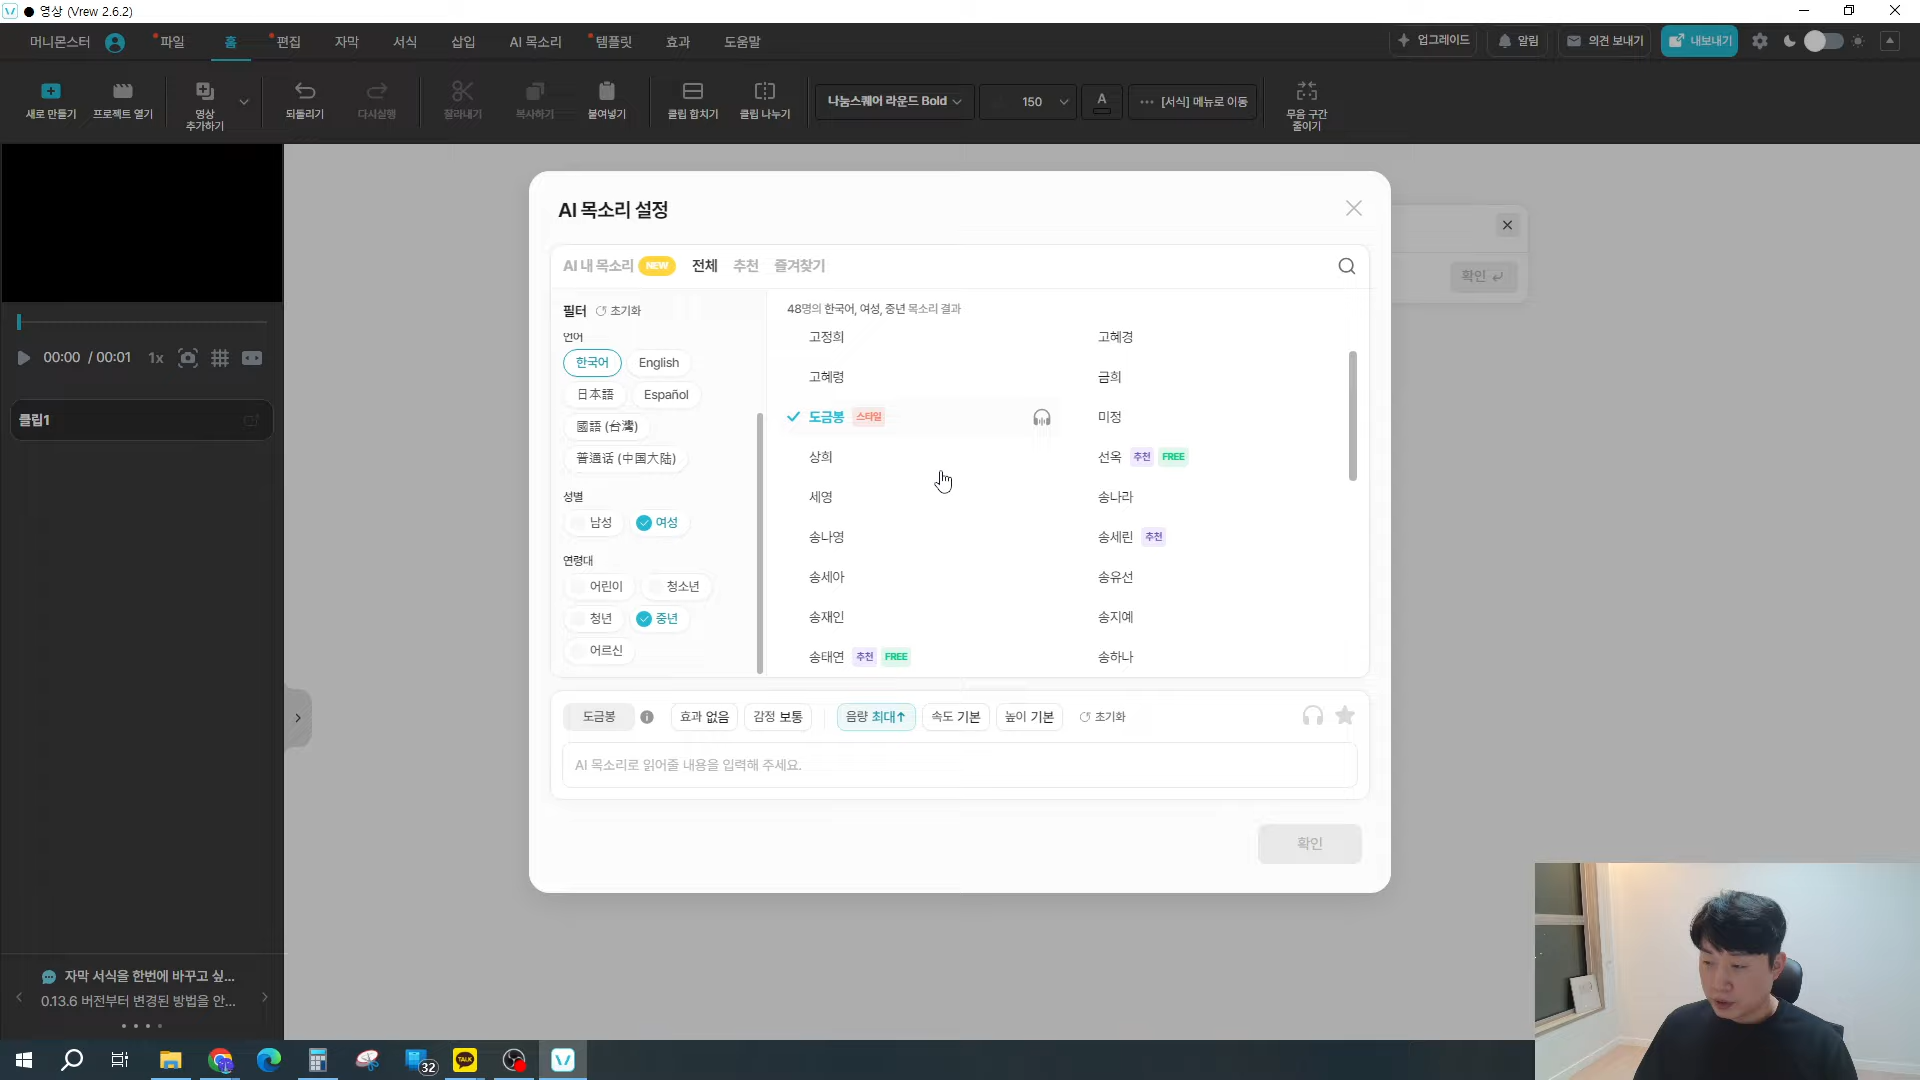 영상 (Vrew 2.6.2)
머니몬스터 파일 홈 편집 자막 서식 삽입 AI 목소리 템플릿 효과 도움말 업그레이드 알림 의견 보내기 내보내기
새로 만들기 프로젝트 열기 영상 추가하기 되돌리기 다시실행 잘라내기 복사하기 붙여넣기 클립 합치기 클립 나누기 나눔스퀘어 라운드 Bold 150 A ··· [서식] 메뉴로 이동 무음 구간 줄이기
00:00 / 00:01 1x
클립1
자막 서식을 한번에 바꾸고 싶...
0.13.6 버전부터 변경된 방법을 안...
AI 목소리 설정
AI 내 목소리 NEW 전체 추천 즐겨찾기
필터 초기화
언어
한국어 English
日本語 Español
國語 (台灣)
普通话 (中国大陆)
성별
남성 여성
연령대
어린이 청소년
청년 중년
어르신
48명의 한국어, 여성, 중년 목소리 결과
고정희 고혜경
고혜령 금희
도금봉 스타일 미정
상희 선옥 추천 FREE
세영 송나라
송나영 송세린 추천
송세아 송유선
송재인 송지예
송태연 추천 FREE 송하나
도금봉 효과 없음 감정 보통 음량 최대↑ 속도 기본 높이 기본 초기화
AI 목소리로 읽어줄 내용을 입력해 주세요.
확인
확인
TALK
32